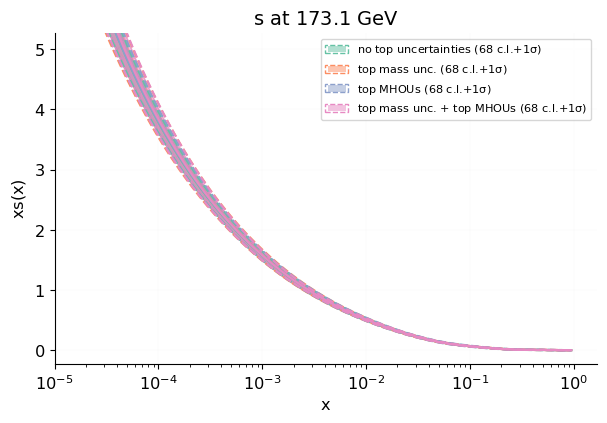 s at 173.1 GeV
no top uncertainties (68 c.l.+1σ)
top mass unc. (68 c.l.+1σ)
top MHOUs (68 c.l.+1σ)
top mass unc. + top MHOUs (68 c.l.+1σ)
xs(x)
5
4
3
2
1
0
10⁻⁵ 10⁻⁴ 10⁻³ 10⁻² 10⁻¹ 10⁰
x